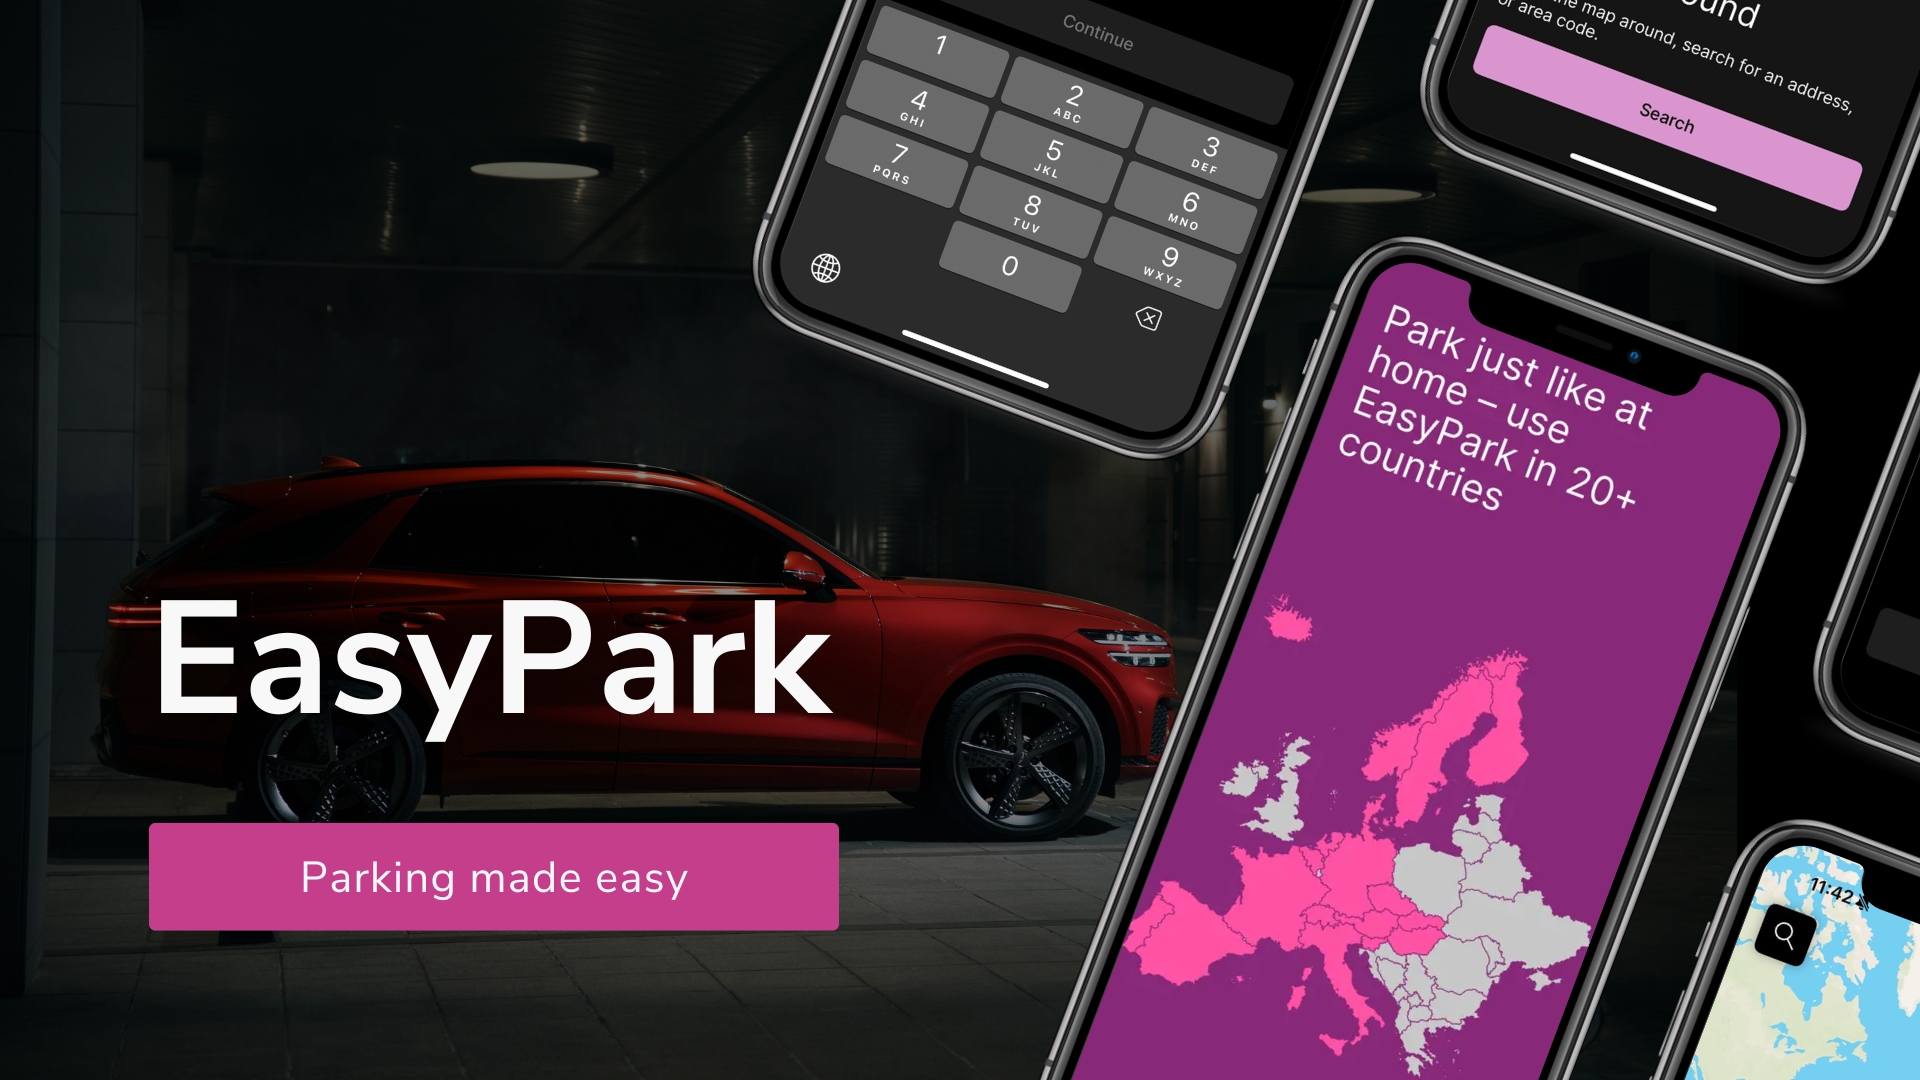 EasyPark
Parking made easy
Continue
1
2
ABC
3
DEF
4
GHI
5
JKL
6
MNO
7
PQRS
8
TUV
9
WXYZ
0
map around, search for an address,
or area code.
Search
Park just like at
home – use
EasyPark in 20+
countries
11:42